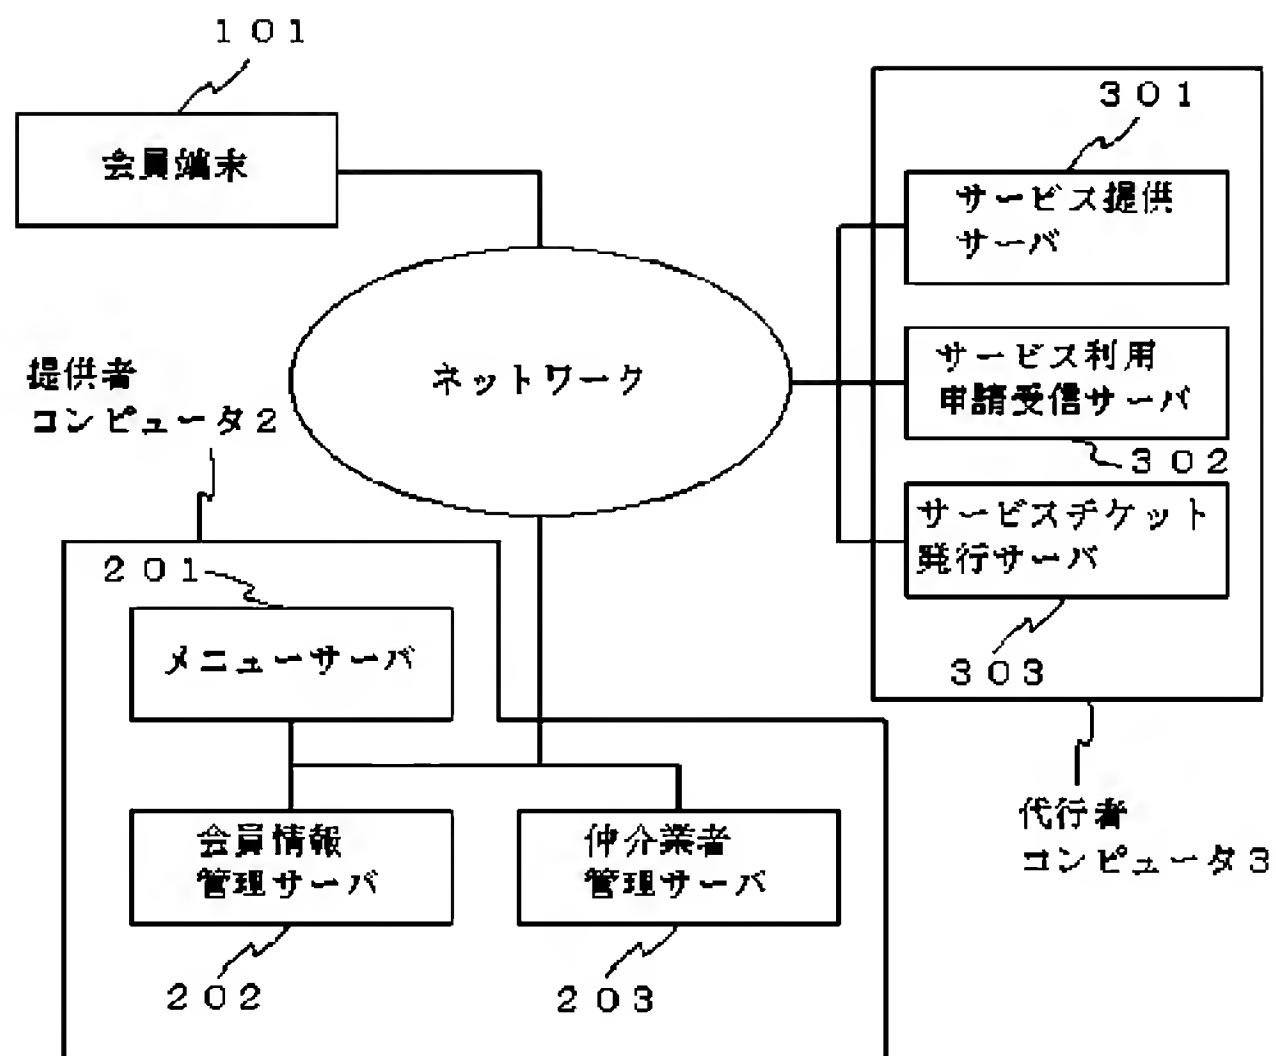 １０１
会員端末
３０１
サービス提供
サーバ
サービス利用
申請受信サーバ
３０２
サービスチケット
発行サーバ
３０３
ネットワーク
提供者
コンピュータ２
２０１
メニューサーバ
会員情報
管理サーバ
２０２
仲介業者
管理サーバ
２０３
代行者
コンピュータ３